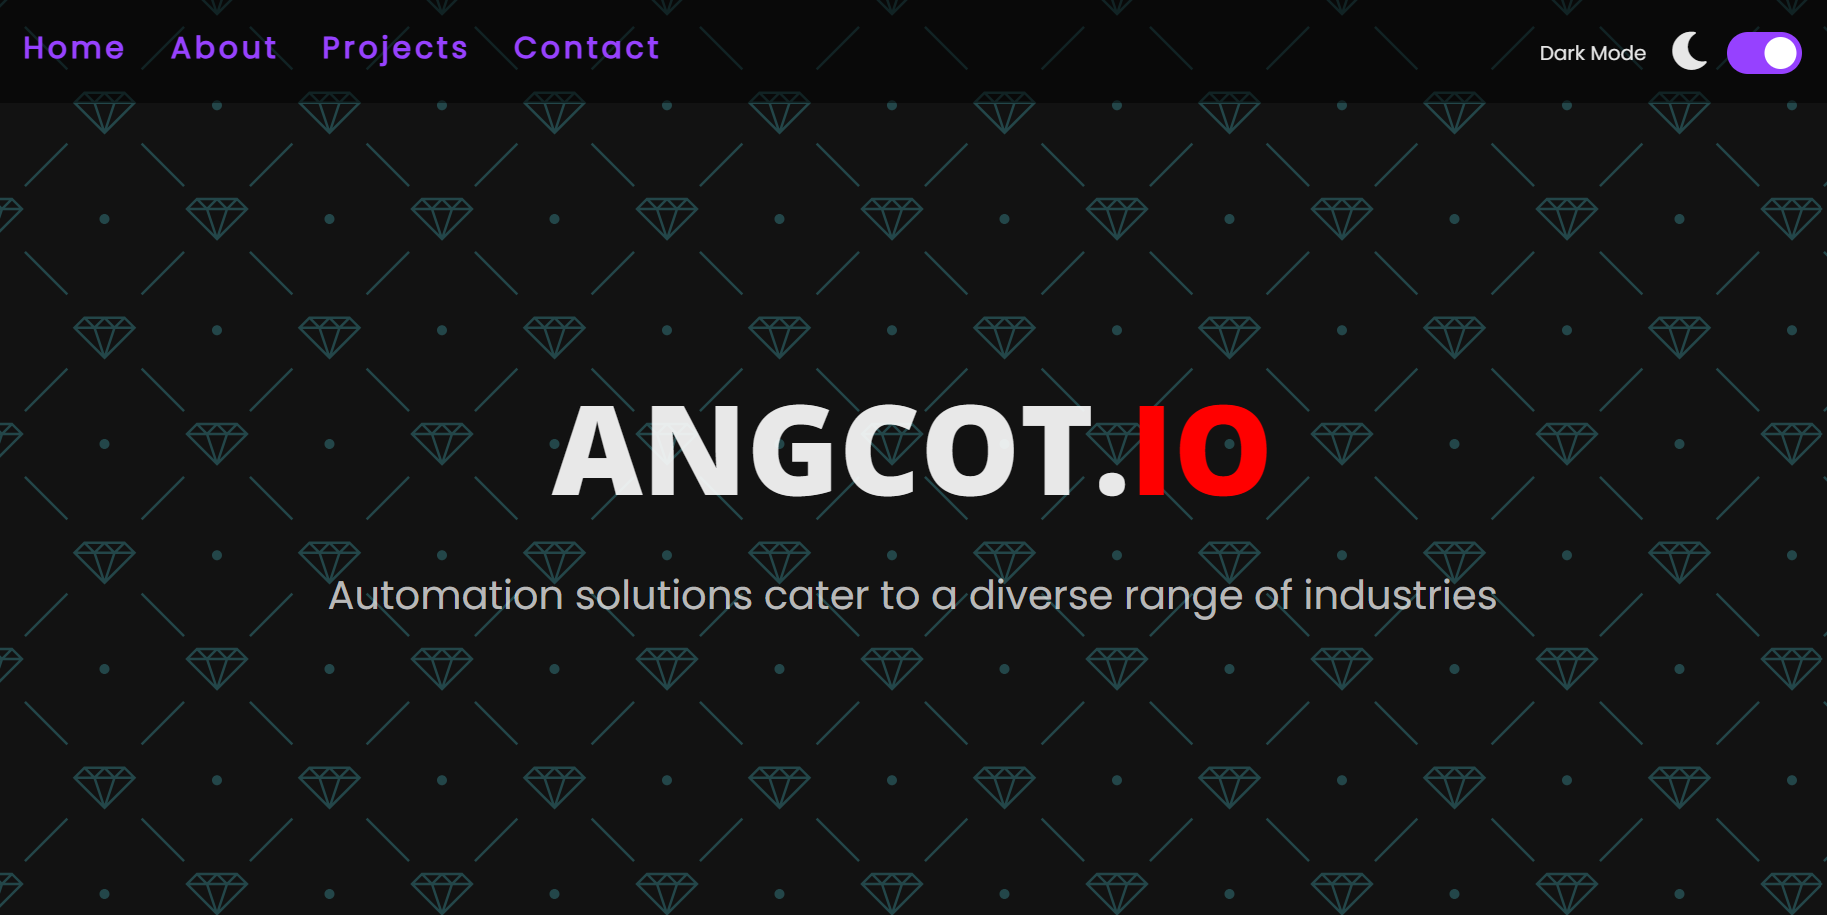 Home About Projects Contact Dark Mode
ANGCOT.IO
Automation solutions cater to a diverse range of industries